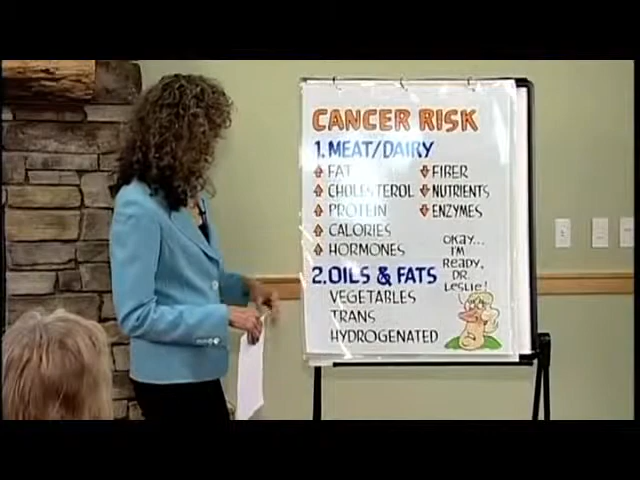 CANCER RISK
1. MEAT/DAIRY
FAT
CHOLESTEROL
PROTEIN
CALORIES
HORMONES
FIBER
NUTRIENTS
ENZYMES
2. OILS & FATS
VEGETABLES
TRANS
HYDROGENATED
OKAY...
I'M
READY,
DR.
LESLIE!